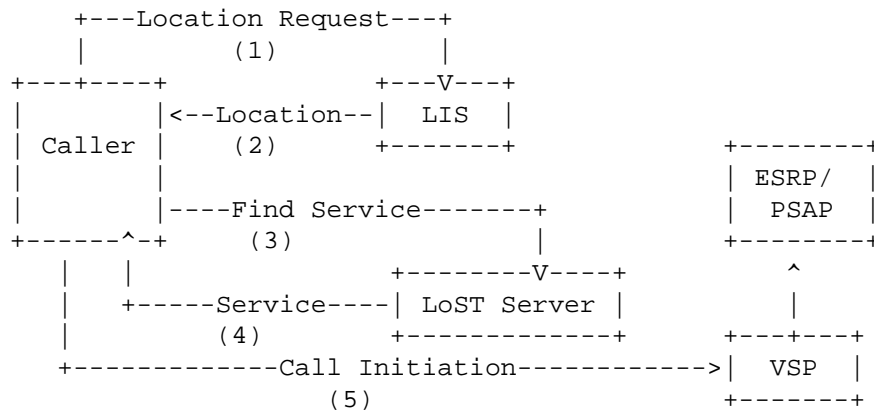 Location Request
(1)
Location LIS
Caller (2)
ESRP/
Find Service PSAP
(3)
Service LoST Server
(4)
Call Initiation VSP
(5)